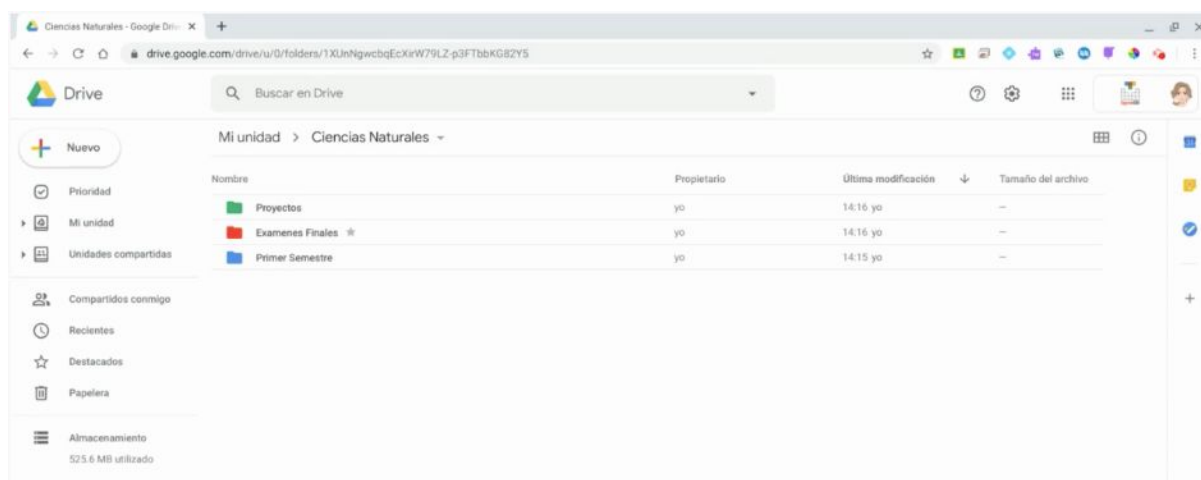 Ciencias Naturales - Google Driv
drive.google.com/drive/u/0/folders/1XUnNgwcbqEcXirW79LZ-p3FTbbKG82Y5
Drive
Buscar en Drive
Nuevo
Mi unidad > Ciencias Naturales
Nombre Propietario Última modificación Tamaño del archivo
Prioridad
Mi unidad
Unidades compartidas
Proyectos yo 14:16 yo —
Examenes Finales yo 14:16 yo —
Primer Semestre yo 14:15 yo —
Compartidos conmigo
Recientes
Destacados
Papelera
Almacenamiento
525.6 MB utilizado